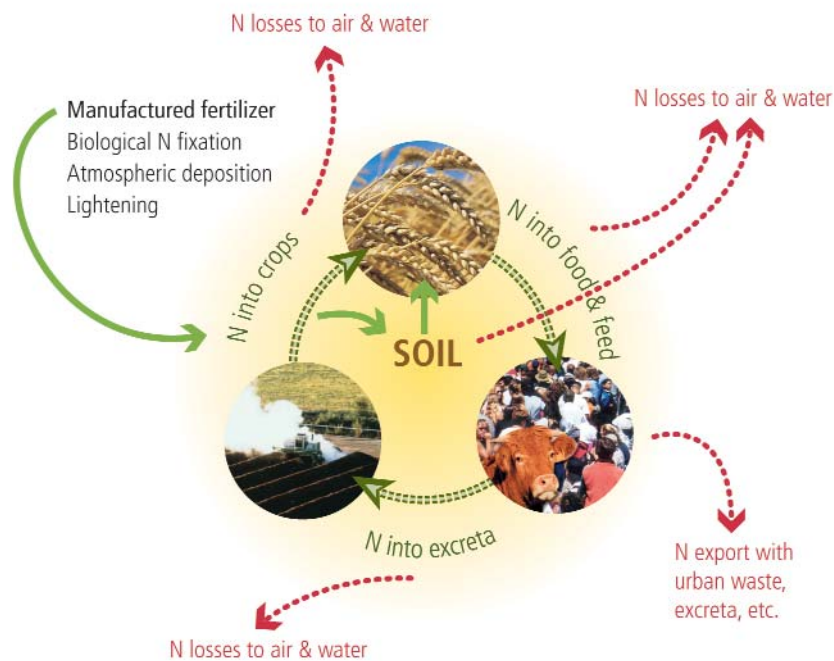 N losses to air & water
N losses to air & water
Manufactured fertilizer
Biological N fixation
Atmospheric deposition
Lightening
N into crops
N into food & feed
SOIL
N into excreta
N export with
urban waste,
excreta, etc.
N losses to air & water